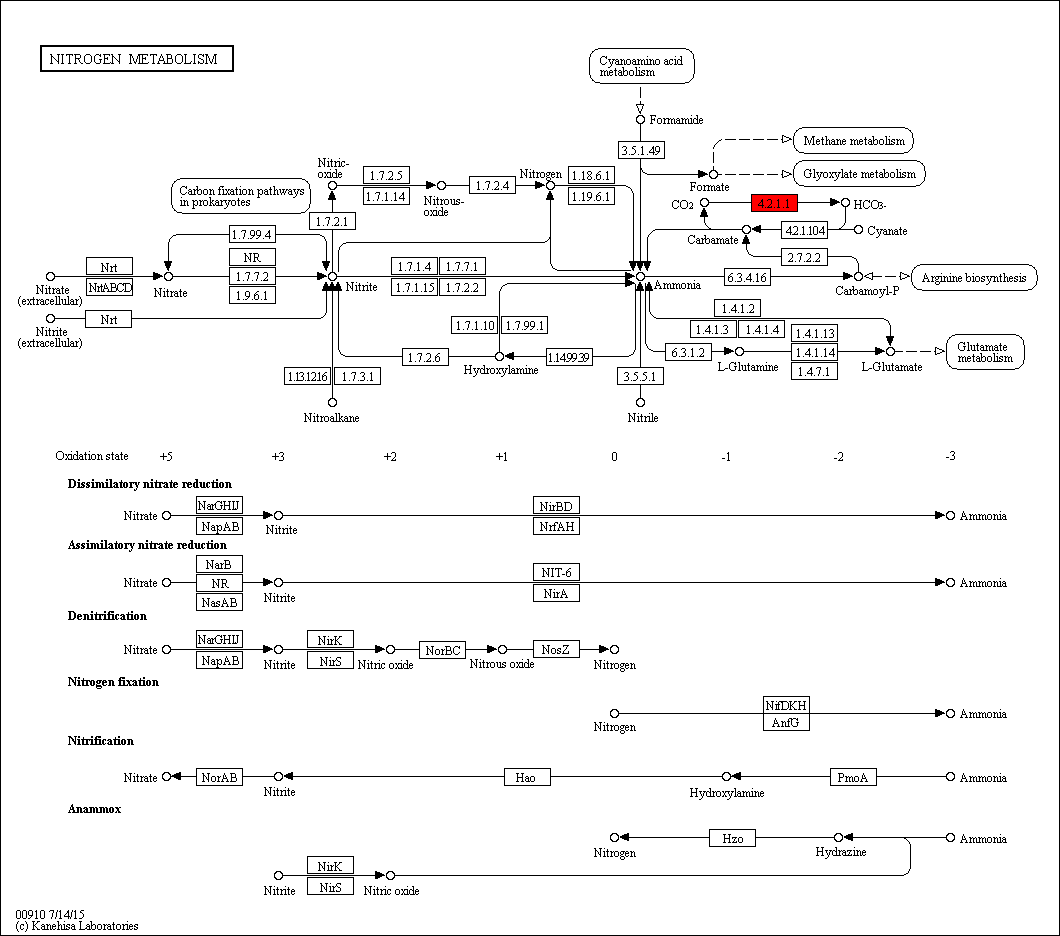 NITROGEN METABOLISM
Cyanoamino acid
metabolism
Formamide
3.5.1.49
Methane metabolism
Glyoxylate metabolism
Formate
Nitric-
oxide
1.7.2.5
1.7.1.14
Nitrous-
oxide
1.7.2.4
Nitrogen
1.18.6.1
1.19.6.1
Carbon fixation pathways
in prokaryotes
1.7.2.1
CO2
4.2.1.1
HCO3-
Carbamate
4.2.1.104
Cyanate
1.7.99.4
2.7.2.2
Nrt
NrtABCD
NR
1.7.7.2
1.9.6.1
1.7.1.4
1.7.7.1
1.7.1.15
1.7.2.2
6.3.4.16
Nitrate
(extracellular)
Nitrate
Nitrite
Ammonia
Carbamoyl-P
Arginine biosynthesis
Nrt
Nitrite
(extracellular)
1.7.1.10
1.7.99.1
1.4.1.2
1.4.1.3
1.4.1.4
1.4.1.13
1.7.2.6
1.14.99.39
6.3.1.2
1.4.1.14
1.4.7.1
Glutamate
metabolism
Hydroxylamine
L-Glutamine
L-Glutamate
1.13.12.16
1.7.3.1
3.5.5.1
Nitroalkane
Nitrile
Oxidation state +5 +3 +2 +1 0 -1 -2 -3
Dissimilatory nitrate reduction
NarGHIJ
NirBD
Nitrate
Nitrite
Ammonia
NapAB
NrfAH
Assimilatory nitrate reduction
NarB
NIT-6
Nitrate
NR
Ammonia
NasAB
Nitrite
NirA
Denitrification
NarGHIJ
NirK
Nitrate
NorBC
NosZ
NapAB
Nitrite
NirS
Nitric oxide
Nitrous oxide
Nitrogen
Nitrogen fixation
NifDKH
Nitrogen
Ammonia
AnfG
Nitrification
Nitrate
NorAB
Hao
PmoA
Ammonia
Nitrite
Hydroxylamine
Anammox
Hzo
Ammonia
Nitrogen
Hydrazine
NirK
Nitrite
NirS
Nitric oxide
00910 7/14/15
(c) Kanehisa Laboratories